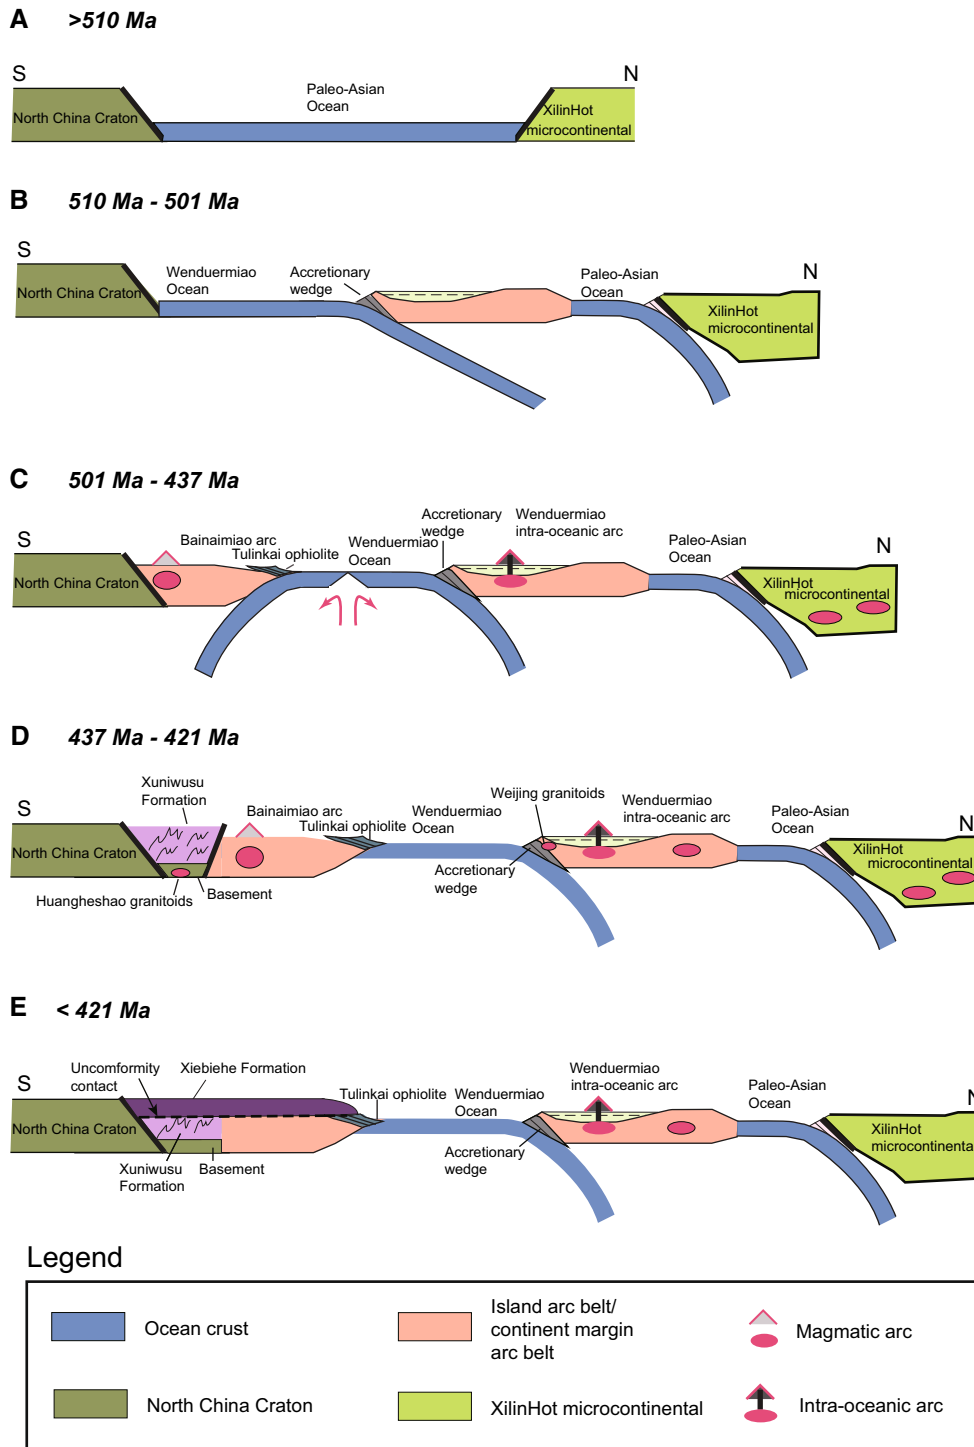 A >510 Ma
S
N
Paleo-Asian
Ocean
North China Craton
XilinHot
microcontinental
B 510 Ma - 501 Ma
S
N
Wenduermiao
Ocean
Accretionary
wedge
Paleo-Asian
Ocean
North China Craton
XilinHot
microcontinental
C 501 Ma - 437 Ma
S
N
Bainaimiao arc
Tulinkai ophiolite
Wenduermiao
Ocean
Accretionary
wedge
Wenduermiao
intra-oceanic arc
Paleo-Asian
Ocean
North China Craton
XilinHot
microcontinental
D 437 Ma - 421 Ma
S
N
Xuniwusu
Formation
Bainaimiao arc
Tulinkai ophiolite
Wenduermiao
Ocean
Weijing granitoids
Wenduermiao
intra-oceanic arc
Paleo-Asian
Ocean
North China Craton
XilinHot
microcontinental
Accretionary
wedge
Basement
Huangheshao granitoids
E < 421 Ma
S
N
Uncomformity
contact
Xiebiehe Formation
Tulinkai ophiolite
Wenduermiao
Ocean
Wenduermiao
intra-oceanic arc
Paleo-Asian
Ocean
North China Craton
XilinHot
microcontinental
Accretionary
wedge
Xuniwusu
Formation
Basement
Legend
Ocean crust
Island arc belt/
continent margin
arc belt
Magmatic arc
North China Craton
XilinHot microcontinental
Intra-oceanic arc